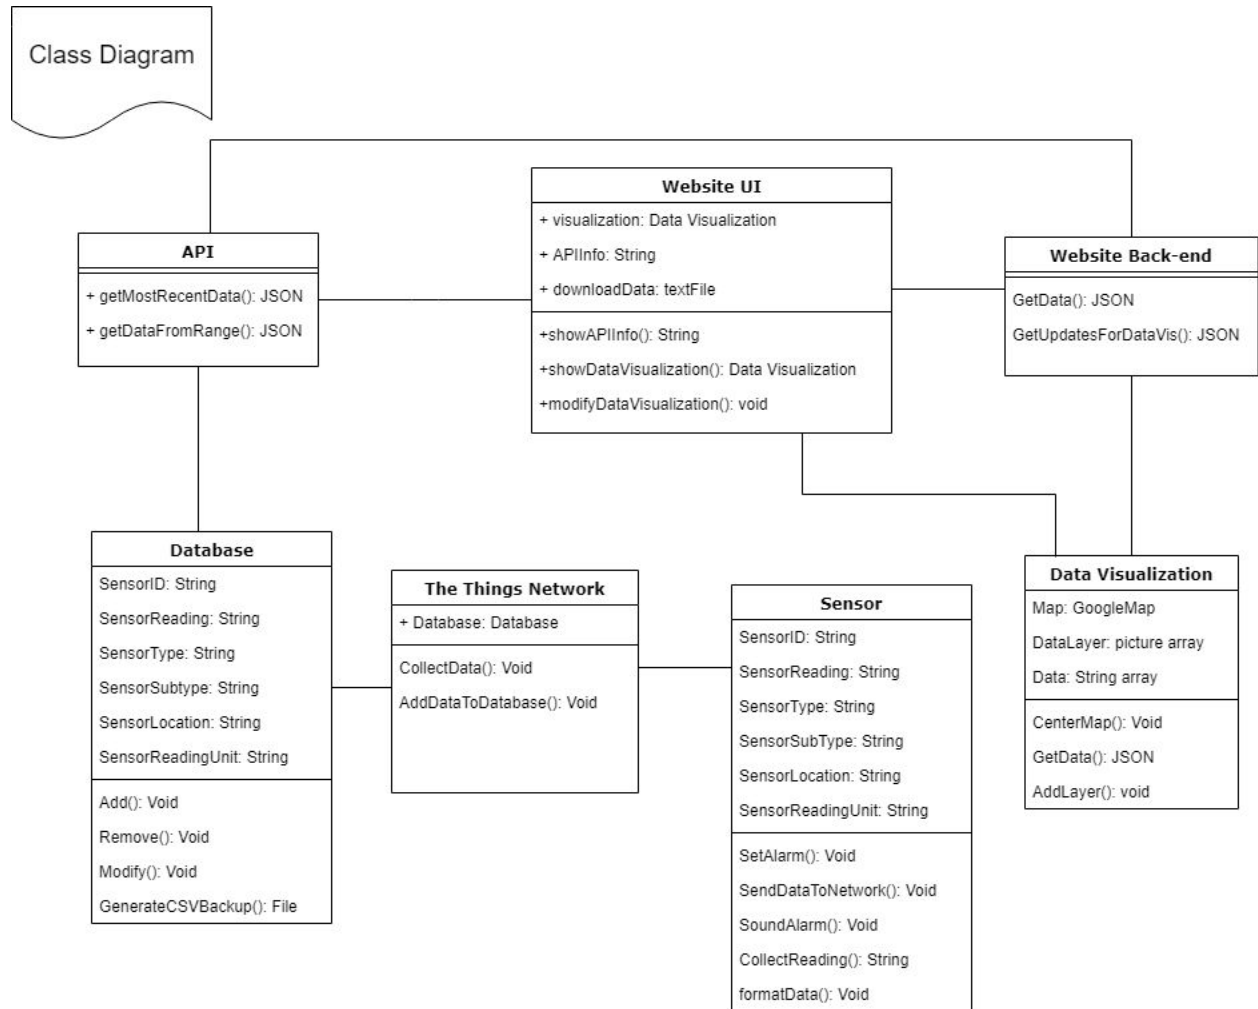 Class Diagram
Website UI
+ visualization: Data Visualization
+ APIInfo: String
+ downloadData: textFile
+showAPIInfo(): String
+showDataVisualization(): Data Visualization
+modifyDataVisualization(): void
API
+ getMostRecentData(): JSON
+ getDataFromRange(): JSON
Website Back-end
GetData(): JSON
GetUpdatesForDataVis(): JSON
Database
SensorID: String
SensorReading: String
SensorType: String
SensorSubtype: String
SensorLocation: String
SensorReadingUnit: String
Add(): Void
Remove(): Void
Modify(): Void
GenerateCSVBackup(): File
The Things Network
+ Database: Database
CollectData(): Void
AddDataToDatabase(): Void
Sensor
SensorID: String
SensorReading: String
SensorType: String
SensorSubType: String
SensorLocation: String
SensorReadingUnit: String
SetAlarm(): Void
SendDataToNetwork(): Void
SoundAlarm(): Void
CollectReading(): String
formatData(): Void
Data Visualization
Map: GoogleMap
DataLayer: picture array
Data: String array
CenterMap(): Void
GetData(): JSON
AddLayer(): void